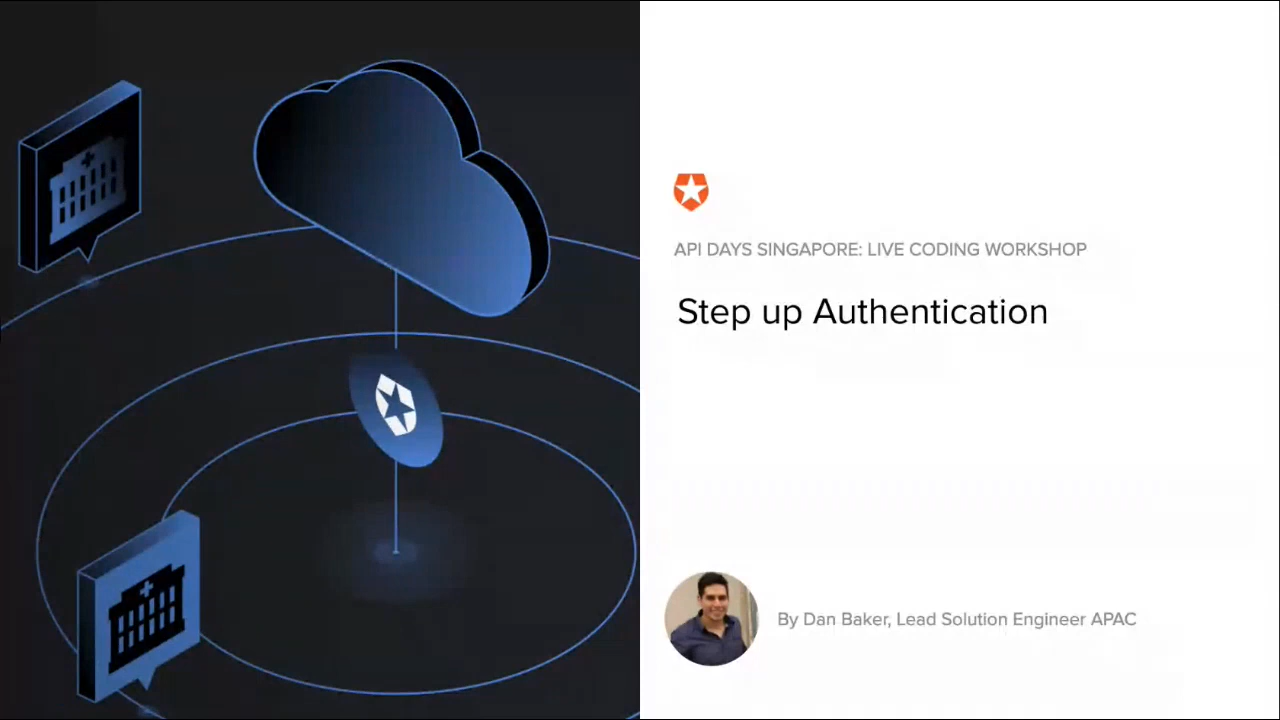 API DAYS SINGAPORE: LIVE CODING WORKSHOP
Step up Authentication
By Dan Baker, Lead Solution Engineer APAC